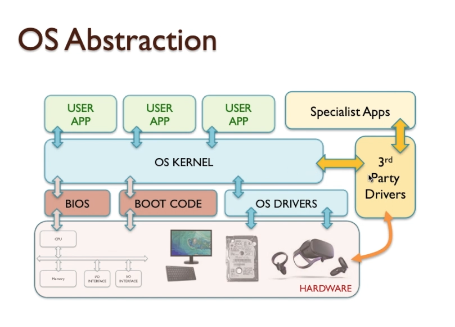 OS Abstraction
USER
APP
USER
APP
USER
APP
Specialist Apps
OS KERNEL
3rd
Party
Drivers
BIOS
BOOT CODE
OS DRIVERS
CPU
Memory
I/O
INTERFACE
I/O
INTERFACE
HARDWARE